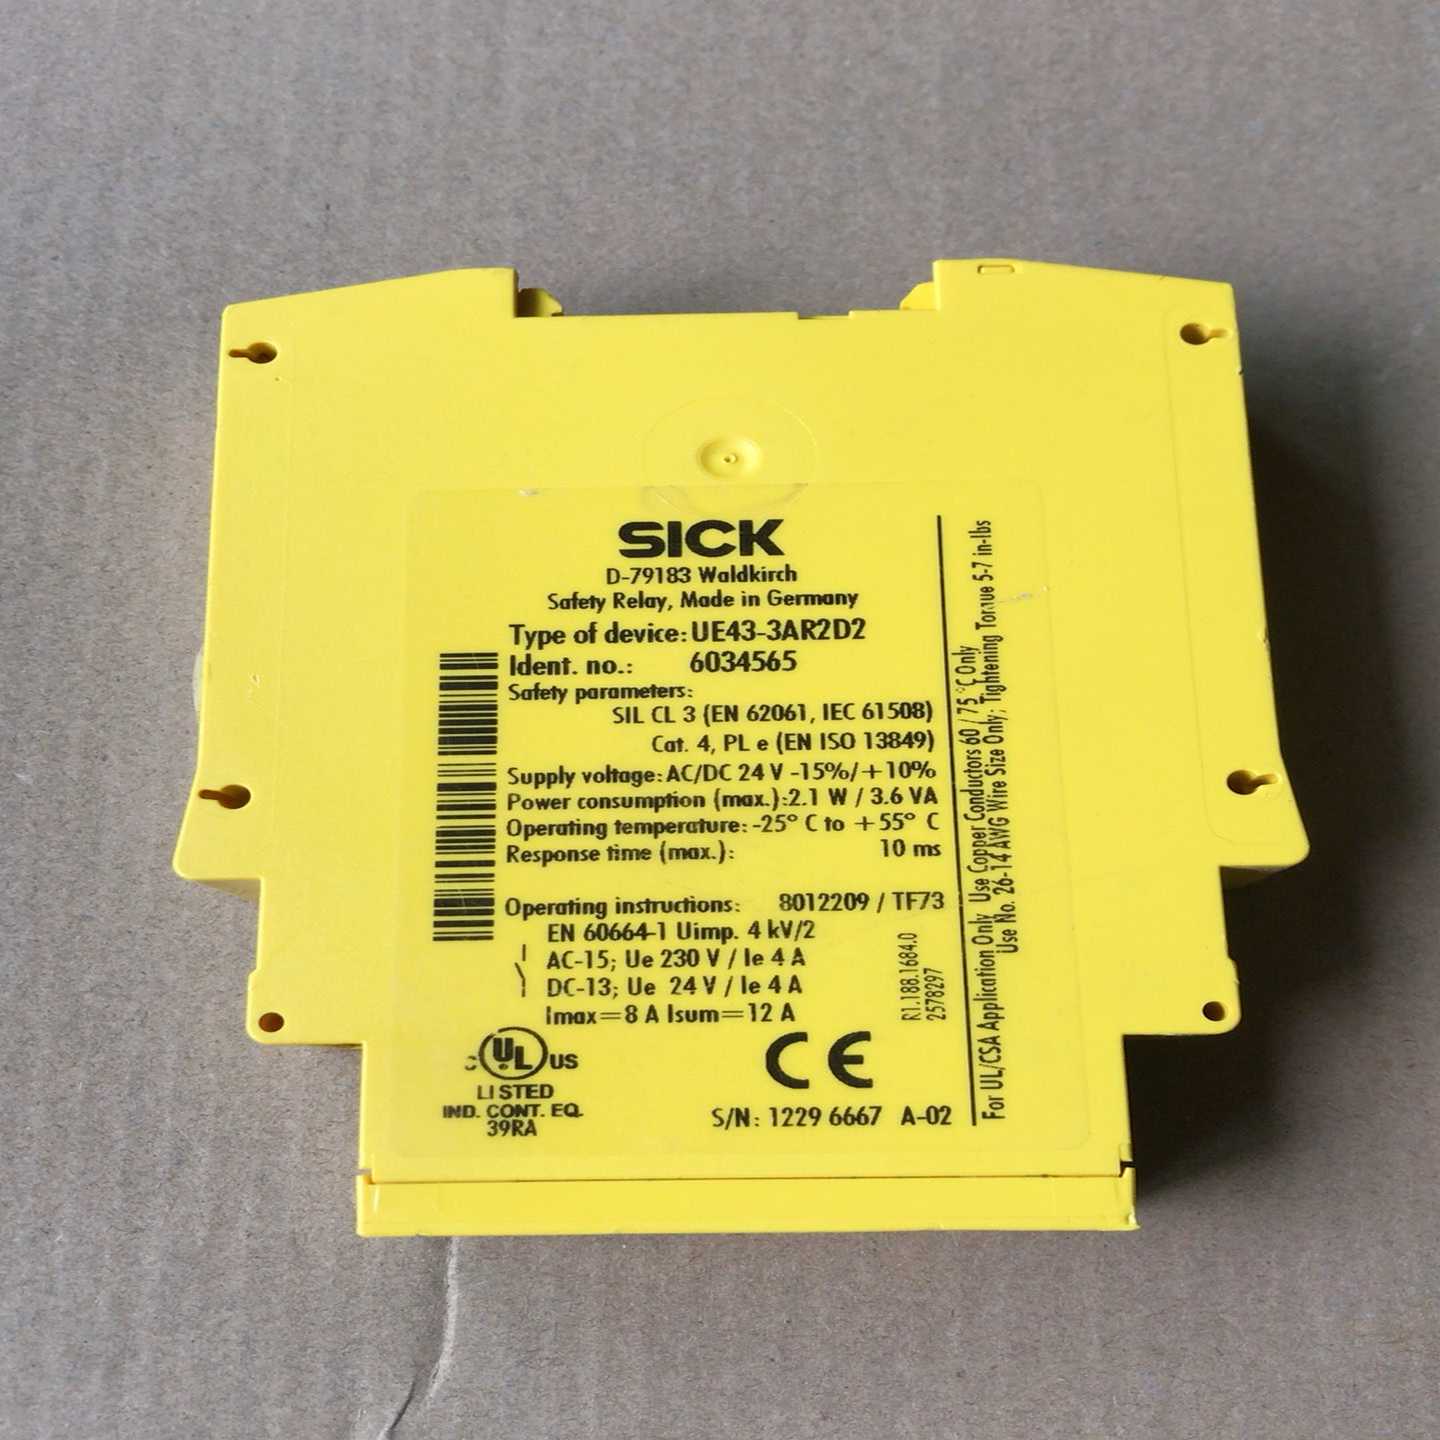 SICK
D-79183 Waldkirch
Safety Relay, Made in Germany
Type of device: UE43-3AR2D2
Ident. no.: 6034565
Safety parameters:
SIL CL 3 (EN 62061, IEC 61508)
Cat. 4, PL e (EN ISO 13849)
Supply voltage: AC/DC 24 V -15%/+10%
Power consumption (max.): 2.1 W / 3.6 VA
Operating temperature: -25° C to +55° C
Response time (max.): 10 ms
Operating instructions: 8012209 / TF73
EN 60664-1 Uimp. 4 kV/2
AC-15; Ue 230 V / Ie 4 A
DC-13; Ue 24 V / Ie 4 A
Imax=8 A Isum=12 A
R1.188.1684.0
2578297
c UL US
LISTED
IND. CONT. EQ.
39RA
CE
S/N: 1229 6667 A-02
For UL/CSA Application Only Use Copper Conductors 60 / 75 °C Only
Use No. 26-14 AWG Wire Size Only; Tightening Torque 5-7 in-lbs